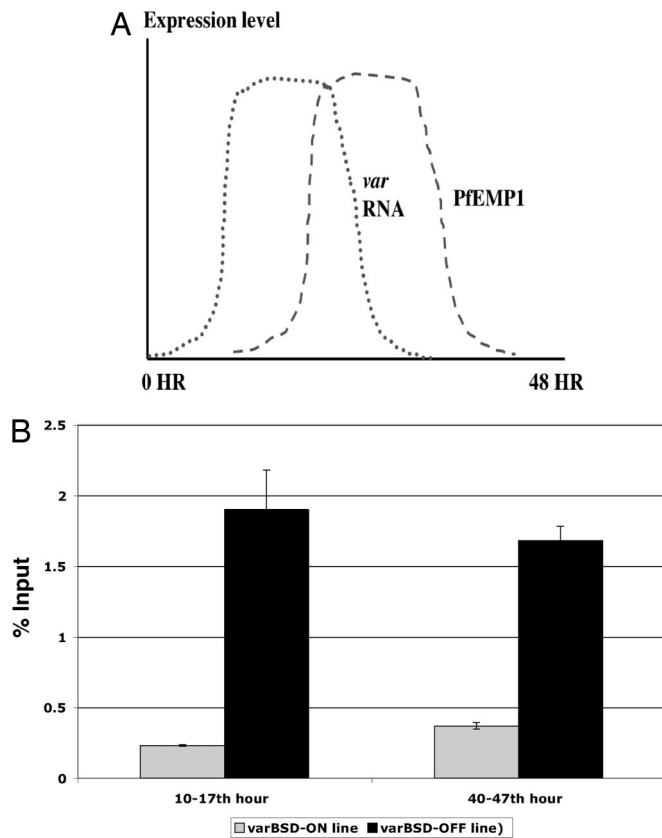 A
Expression level
var
RNA
PfEMP1
0 HR
48 HR
B
2.5
2
1.5
1
0.5
0
% Input
10-17th hour
40-47th hour
varBSD-ON line
varBSD-OFF line)